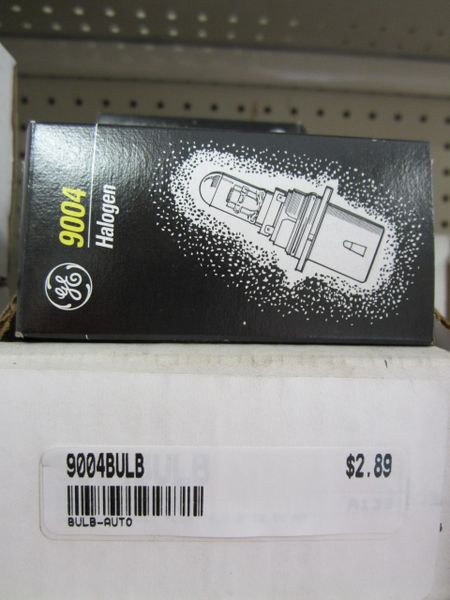 9004
Halogen
GE
9004BULB $2.89
BULB-AUTO